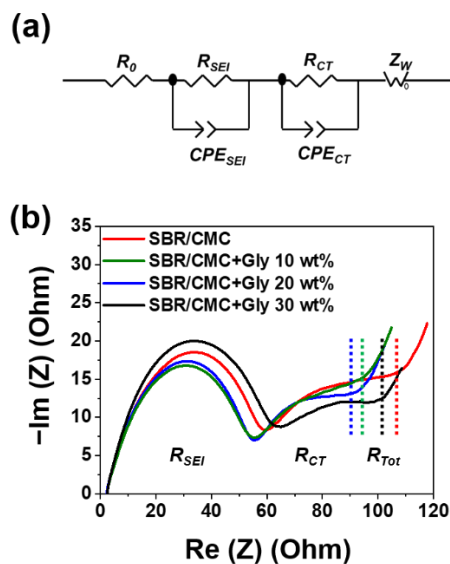 (a)
R0 RSEI RCT ZW
0
CPESEI CPECT
(b)
35
30
25
20
15
10
5
0
SBR/CMC
SBR/CMC+Gly 10 wt%
SBR/CMC+Gly 20 wt%
SBR/CMC+Gly 30 wt%
RSEI RCT RTot
0 20 40 60 80 100 120
−Im (Z) (Ohm)
Re (Z) (Ohm)